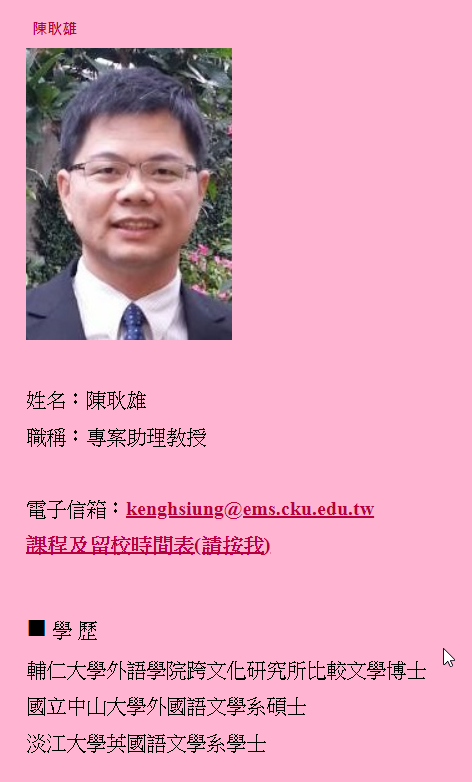 陳耿雄
姓名：陳耿雄
職稱：專案助理教授
電子信箱：kenghsiung@ems.cku.edu.tw
課程及留校時間表(請按我)
■ 學 歷
輔仁大學外語學院跨文化研究所比較文學博士
國立中山大學外國語文學系碩士
淡江大學英國語文學系學士